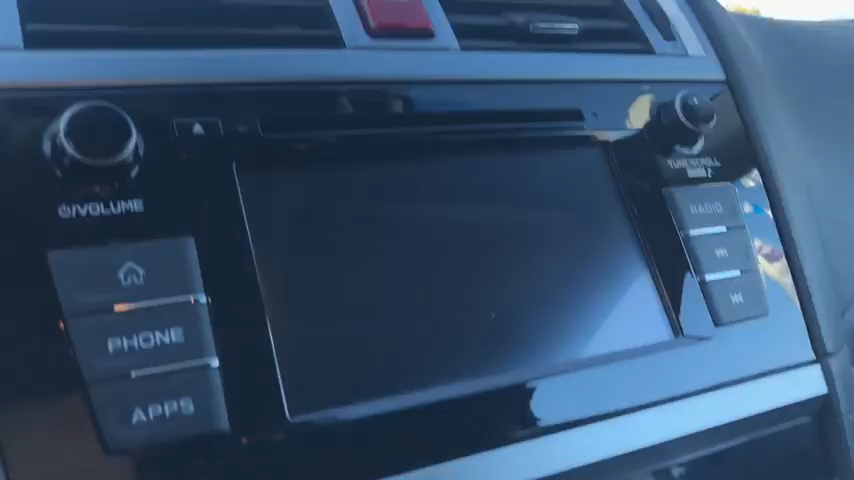 /VOLUME
TUNE/SCROLL
RADIO
PHONE
APPS